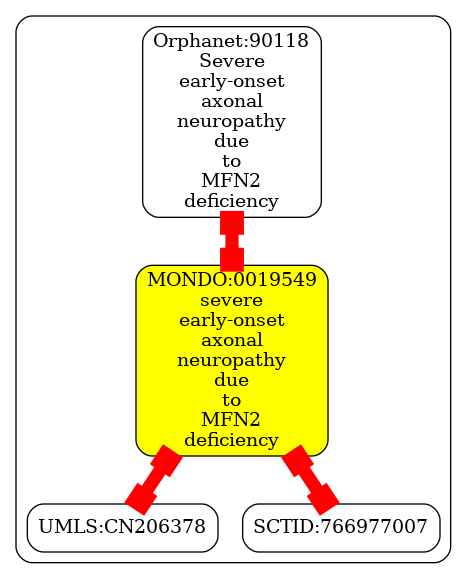 Orphanet:90118
Severe
early-onset
axonal
neuropathy
due
to
MFN2
deficiency
MONDO:0019549
severe
early-onset
axonal
neuropathy
due
to
MFN2
deficiency
UMLS:CN206378
SCTID:766977007